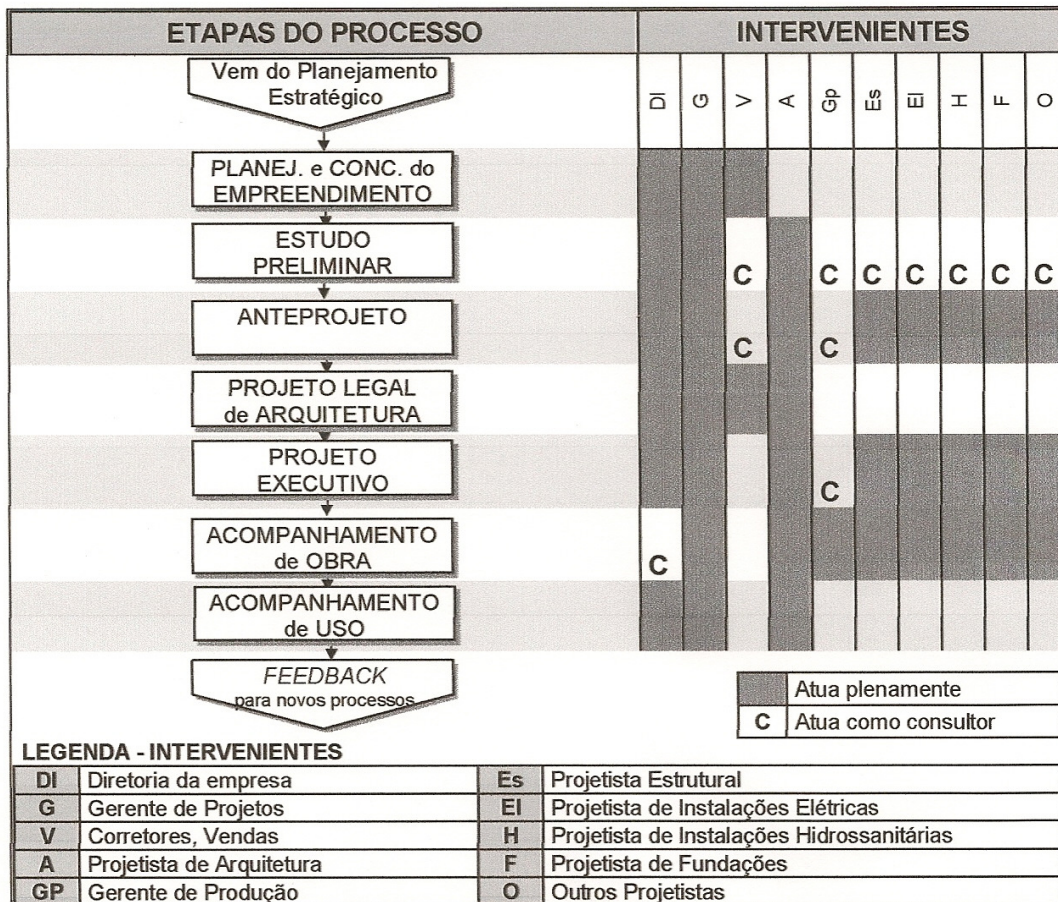 ETAPAS DO PROCESSO
INTERVENIENTES
Vem do Planejamento
Estratégico
DI G V A Gp Es El H F O
PLANEJ. e CONC. do
EMPREENDIMENTO
ESTUDO
PRELIMINAR
C C C C C C C
ANTEPROJETO
C C
PROJETO LEGAL
de ARQUITETURA
PROJETO
EXECUTIVO
C
ACOMPANHAMENTO
de OBRA
C
ACOMPANHAMENTO
de USO
FEEDBACK
para novos processos
Atua plenamente
C Atua como consultor
LEGENDA - INTERVENIENTES
DI Diretoria da empresa
Es Projetista Estrutural
G Gerente de Projetos
El Projetista de Instalações Elétricas
V Corretores, Vendas
H Projetista de Instalações Hidrossanitárias
A Projetista de Arquitetura
F Projetista de Fundações
GP Gerente de Produção
O Outros Projetistas